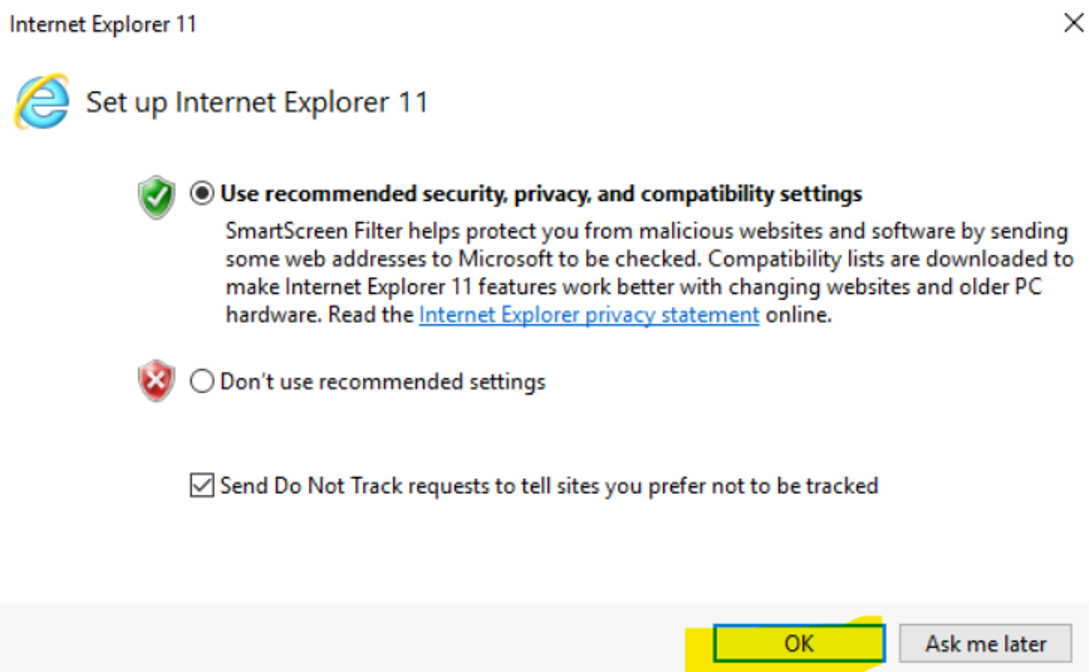 Internet Explorer 11
Set up Internet Explorer 11
Use recommended security, privacy, and compatibility settings
SmartScreen Filter helps protect you from malicious websites and software by sending
some web addresses to Microsoft to be checked. Compatibility lists are downloaded to
make Internet Explorer 11 features work better with changing websites and older PC
hardware. Read the Internet Explorer privacy statement online.
Don't use recommended settings
Send Do Not Track requests to tell sites you prefer not to be tracked
OK
Ask me later